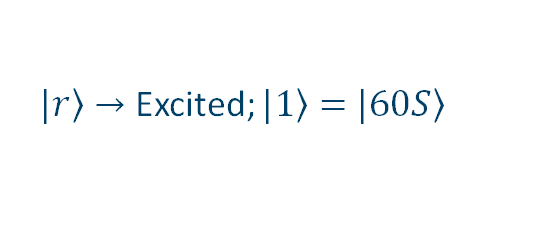 |r⟩ → Excited; |1⟩ = |60S⟩